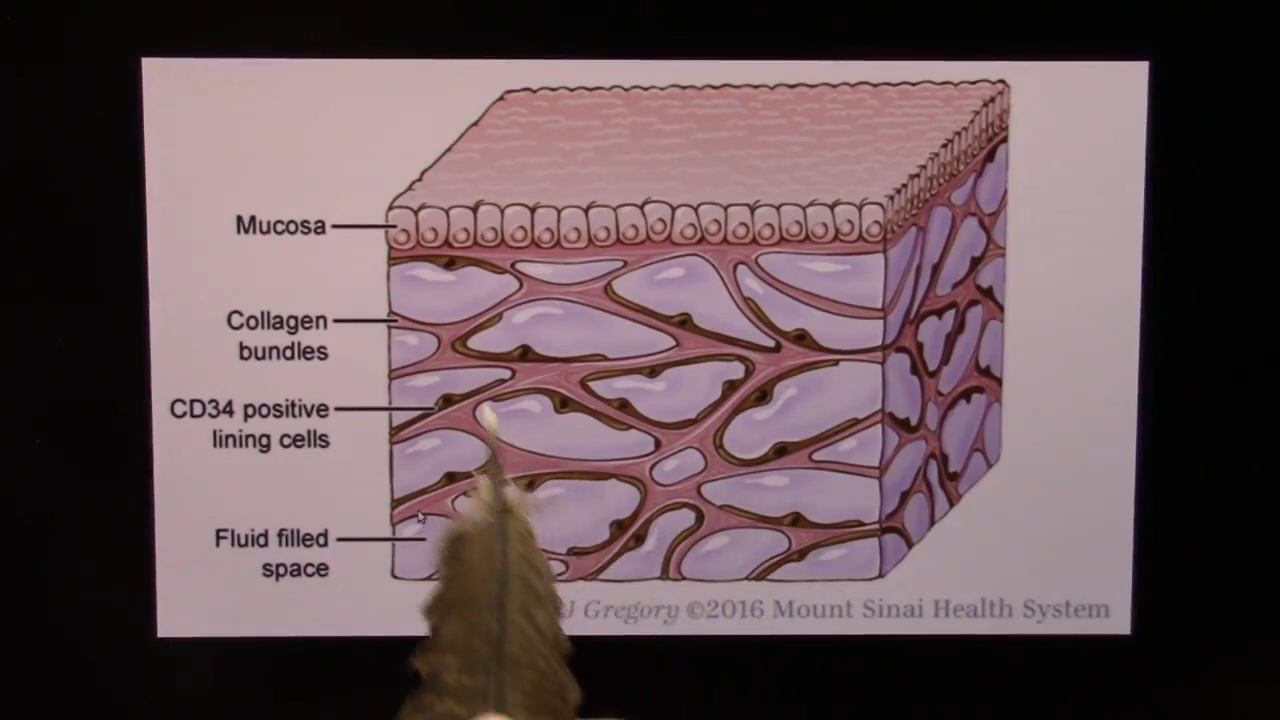 Mucosa
Collagen
bundles
CD34 positive
lining cells
Fluid filled
space
Gregory ©2016 Mount Sinai Health System